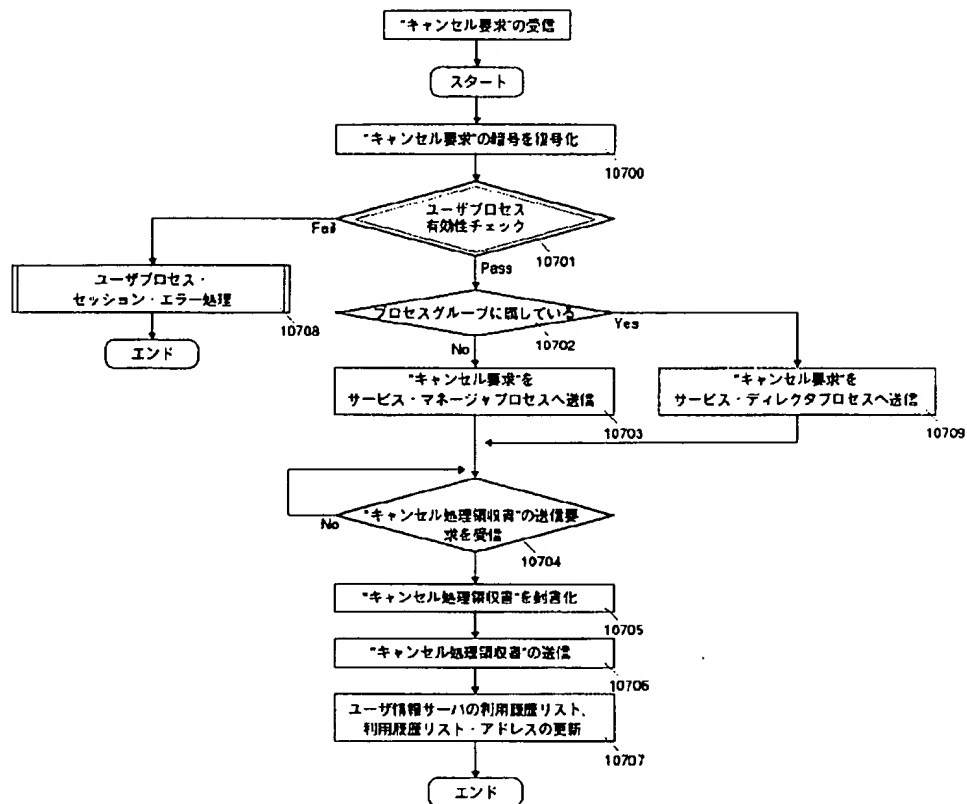 "キャンセル要求"の受信
スタート
"キャンセル要求"の暗号を復号化
10700
ユーザプロセス
有効性チェック
Fail
10701
Pass
ユーザプロセス・
セッション・エラー処理
10708
エンド
プロセスグループに属している
Yes
10702
No
"キャンセル要求"を
サービス・マネージャプロセスへ送信
10703
"キャンセル要求"を
サービス・ディレクタプロセスへ送信
10709
No
"キャンセル処理領収書"の送信要
求を受信
10704
"キャンセル処理領収書"を封書化
10705
"キャンセル処理領収書"の送信
10706
ユーザ情報サーバの利用履歴リスト、
利用履歴リスト・アドレスの更新
10707
エンド